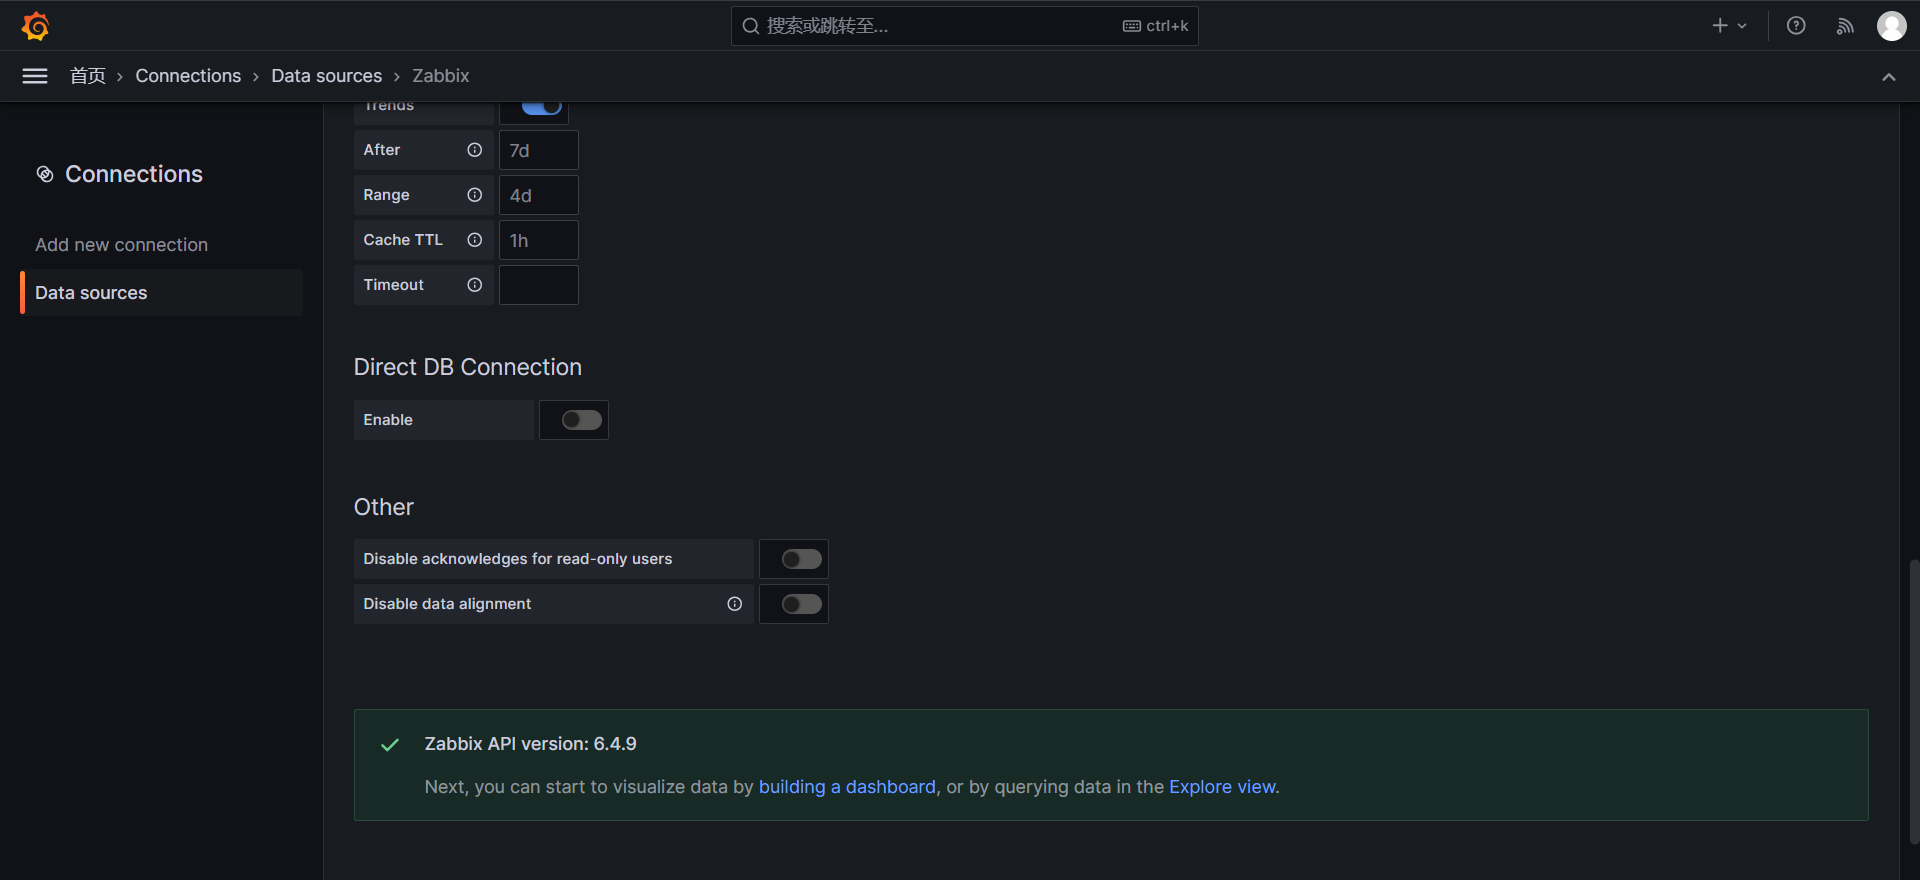 搜索或跳转至...
ctrl+k
首页 › Connections › Data sources › Zabbix
Connections
Add new connection
Data sources
Trends
After
7d
Range
4d
Cache TTL
1h
Timeout
Direct DB Connection
Enable
Other
Disable acknowledges for read-only users
Disable data alignment
Zabbix API version: 6.4.9
Next, you can start to visualize data by building a dashboard, or by querying data in the Explore view.